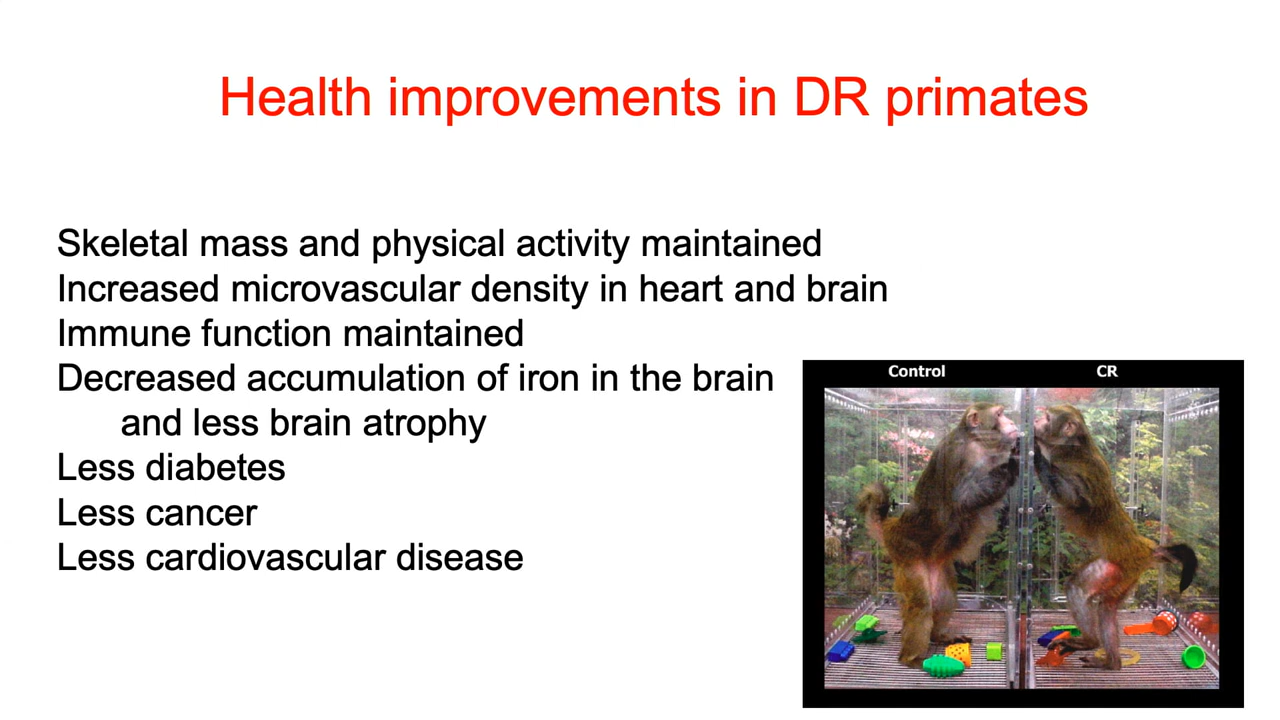 Health improvements in DR primates
Skeletal mass and physical activity maintained
Increased microvascular density in heart and brain
Immune function maintained
Decreased accumulation of iron in the brain
and less brain atrophy
Less diabetes
Less cancer
Less cardiovascular disease
Control
CR